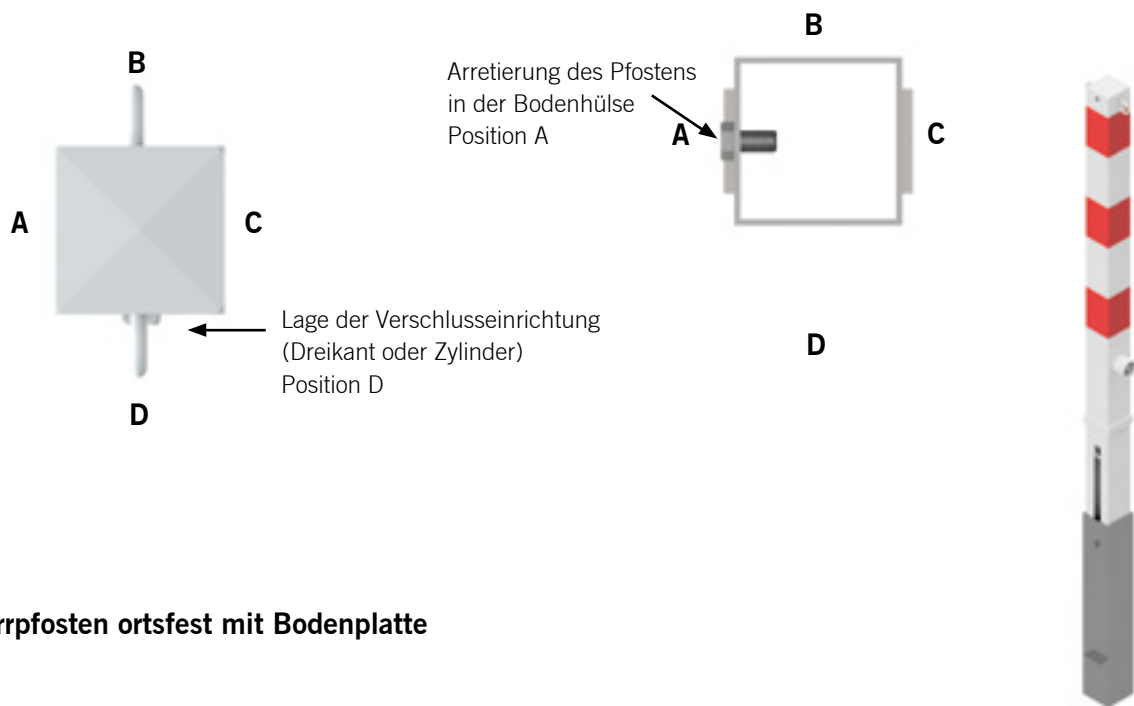 B
A
C
Lage der Verschlusseinrichtung
(Dreikant oder Zylinder)
Position D
D
B
Arretierung des Pfostens
in der Bodenhülse
Position A
A
C
D
rrpfosten ortsfest mit Bodenplatte